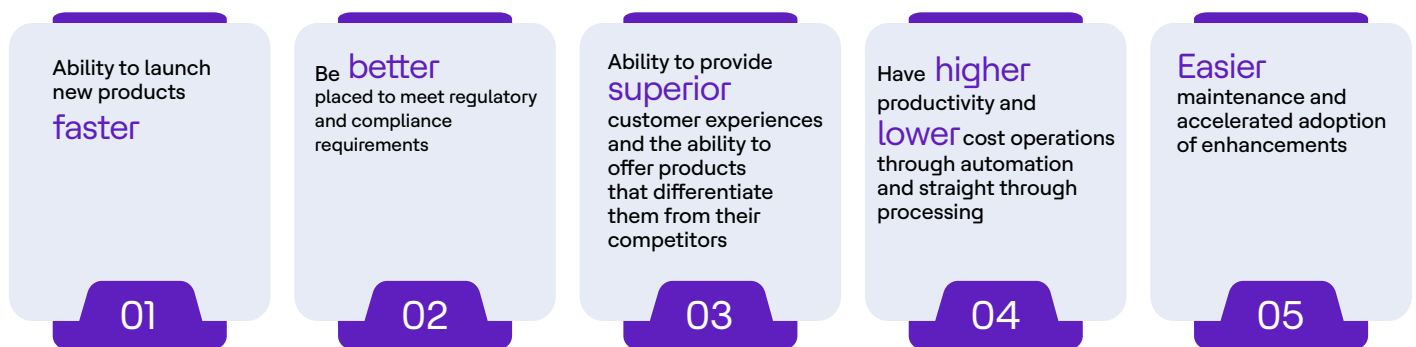 Ability to launch
new products
faster
01
Be better
placed to meet regulatory
and compliance
requirements
02
Ability to provide
superior
customer experiences
and the ability to
offer products
that differentiate
them from their
competitors
03
Have higher
productivity and
lower cost operations
through automation
and straight through
processing
04
Easier
maintenance and
accelerated adoption
of enhancements
05